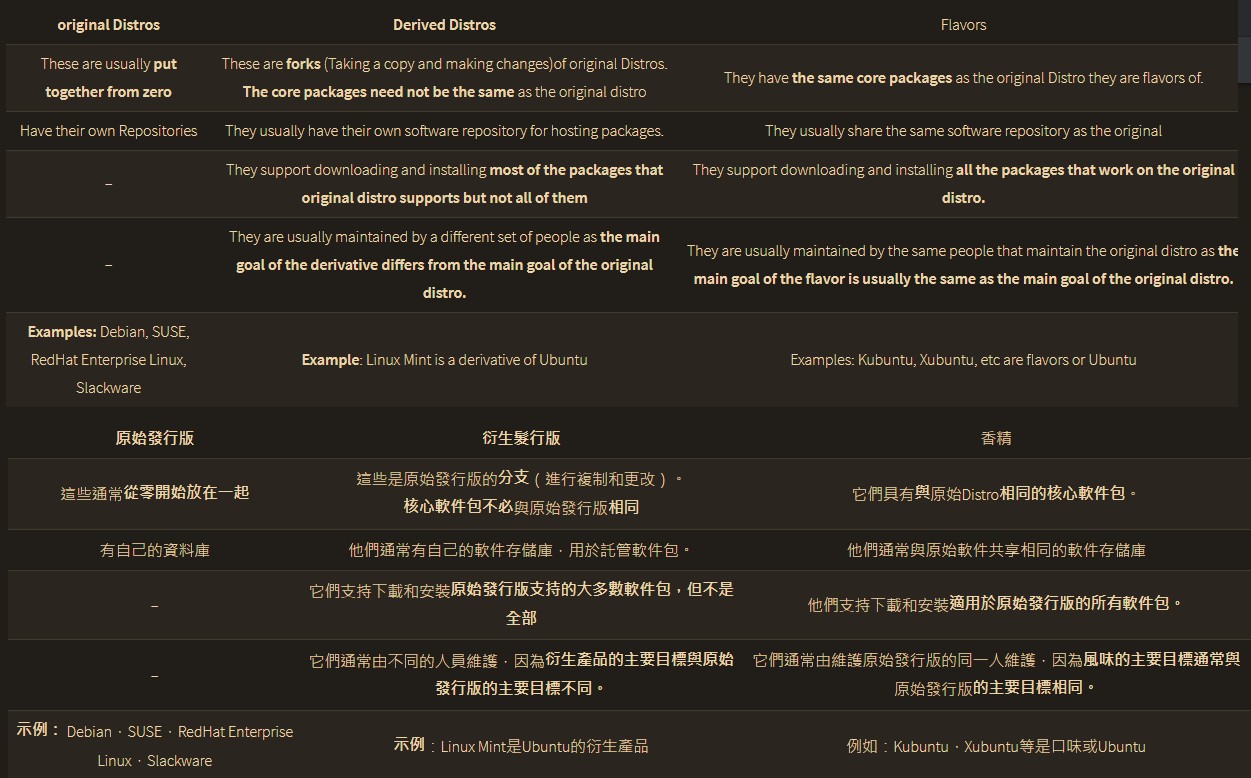 original Distros
Derived Distros
Flavors
These are usually put
together from zero
These are forks (Taking a copy and making changes)of original Distros.
The core packages need not be the same as the original distro
They have the same core packages as the original Distro they are flavors of.
Have their own Repositories
They usually have their own software repository for hosting packages.
They usually share the same software repository as the original
–
They support downloading and installing most of the packages that
original distro supports but not all of them
They support downloading and installing all the packages that work on the original
distro.
–
They are usually maintained by a different set of people as the main
goal of the derivative differs from the main goal of the original
distro.
They are usually maintained by the same people that maintain the original distro as the
main goal of the flavor is usually the same as the main goal of the original distro.
Examples: Debian, SUSE,
RedHat Enterprise Linux,
Slackware
Example: Linux Mint is a derivative of Ubuntu
Examples: Kubuntu, Xubuntu, etc are flavors or Ubuntu
原始發行版
衍生髮行版
香精
這些通常從零開始放在一起
這些是原始發行版的分支（進行複制和更改）。
核心軟件包不必與原始發行版相同
它們具有與原始Distro相同的核心軟件包。
有自己的資料庫
他們通常有自己的軟件存儲庫，用於託管軟件包。
他們通常與原始軟件共享相同的軟件存儲庫
–
它們支持下載和安裝原始發行版支持的大多數軟件包，但不是
全部
他們支持下載和安裝適用於原始發行版的所有軟件包。
–
它們通常由不同的人員維護，因為衍生產品的主要目標與原始
發行版的主要目標不同。
它們通常由維護原始發行版的同一人維護，因為風味的主要目標通常與
原始發行版的主要目標相同。
示例：Debian，SUSE，RedHat Enterprise
Linux，Slackware
示例：Linux Mint是Ubuntu的衍生產品
例如：Kubuntu，Xubuntu等是口味或Ubuntu